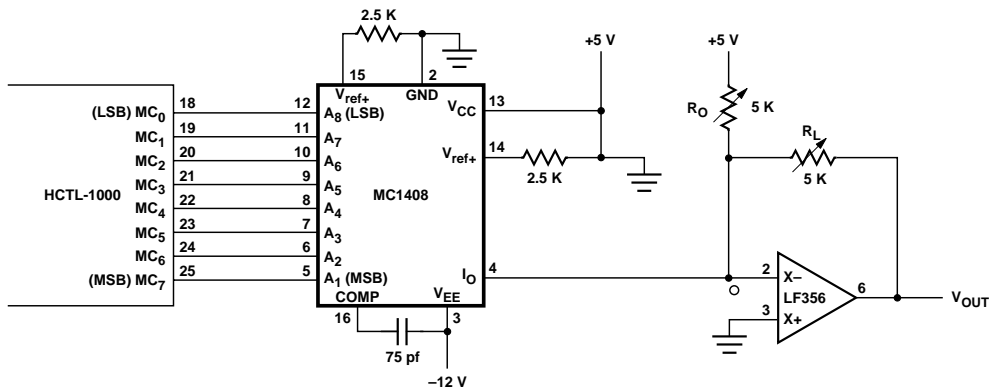 2.5 K
15
2
V_ref+
GND
HCTL-1000
(LSB) MC_0
18
MC_1
19
MC_2
20
MC_3
21
MC_4
22
MC_5
23
MC_6
24
(MSB) MC_7
25
12
A_8 (LSB)
11
A_7
10
A_6
9
A_5
8
A_4
7
A_3
6
A_2
5
A_1 (MSB)
MC1408
V_CC
13
V_ref+
14
I_O
4
COMP
V_EE
16
3
75 pf
–12 V
+5 V
2.5 K
+5 V
R_O
5 K
R_L
5 K
2
X–
LF356
3
X+
6
V_OUT